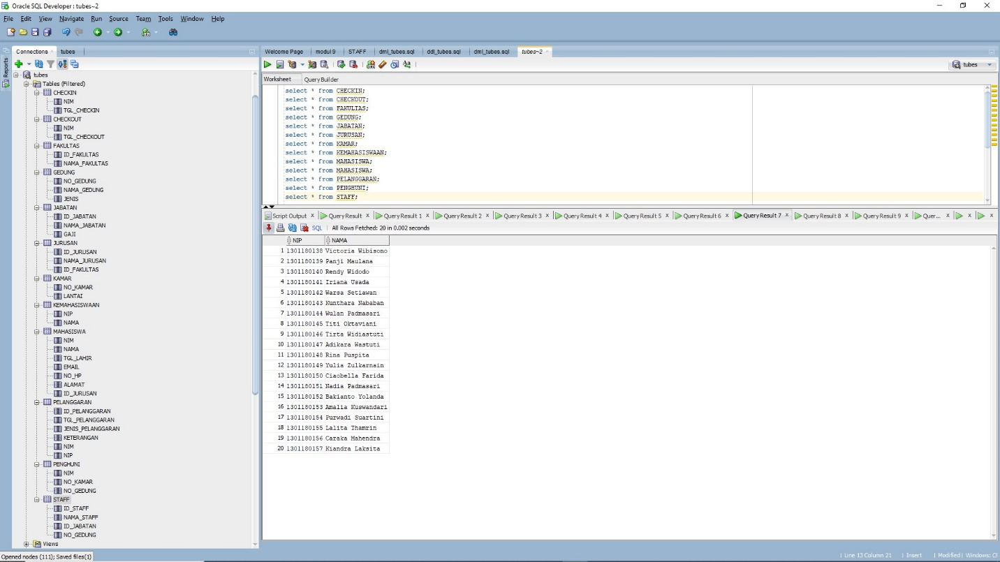 Oracle SQL Developer : tubes~2
File Edit View Navigate Run Source Team Tools Window Help
Connections tubes
Reports
tubes
Tables (Filtered)
CHECKIN
NIM
TGL_CHECKIN
CHECKOUT
NIM
TGL_CHECKOUT
FAKULTAS
ID_FAKULTAS
NAMA_FAKULTAS
GEDUNG
NO_GEDUNG
NAMA_GEDUNG
JENIS
JABATAN
ID_JABATAN
NAMA_JABATAN
GAJI
JURUSAN
ID_JURUSAN
NAMA_JURUSAN
ID_FAKULTAS
KAMAR
NO_KAMAR
LANTAI
KEMAHASISWAAN
NIP
NAMA
MAHASISWA
NIM
NAMA
TGL_LAHIR
EMAIL
NO_HP
ALAMAT
ID_JURUSAN
PELANGGARAN
ID_PELANGGARAN
TGL_PELANGGARAN
JENIS_PELANGGARAN
KETERANGAN
NIM
NIP
PENGHUNI
NIM
NO_KAMAR
NO_GEDUNG
STAFF
ID_STAFF
NAMA_STAFF
ID_JABATAN
NO_GEDUNG
Views
Welcome Page modul 9 STAFF dml_tubes.sql ddl_tubes.sql dml_tubes.sql tubes~2
tubes
Worksheet Query Builder
select * from CHECKIN;
select * from CHECKOUT;
select * from FAKULTAS;
select * from GEDUNG;
select * from JABATAN;
select * from JURUSAN;
select * from KAMAR;
select * from KEMAHASISWAAN;
select * from MAHASISWA;
select * from MAHASISWA;
select * from PELANGGARAN;
select * from PENGHUNI;
select * from STAFF;
Script Output x Query Result x Query Result 1 x Query Result 2 x Query Result 3 x Query Result 4 x Query Result 5 x Query Result 6 x Query Result 7 x Query Result 8 x Query Result 9 x Quer... x x x
SQL | All Rows Fetched: 20 in 0.002 seconds
NIP NAMA
1 1301180138 Victoria Wibisono
2 1301180139 Panji Maulana
3 1301180140 Rendy Widodo
4 1301180141 Iriana Usada
5 1301180142 Warsa Setiawan
6 1301180143 Kunthara Nababan
7 1301180144 Wulan Padmasari
8 1301180145 Titi Oktaviani
9 1301180146 Tirta Widiastuti
10 1301180147 Adikara Wastuti
11 1301180148 Rina Puspita
12 1301180149 Yulia Zulkarnain
13 1301180150 Ciaobella Farida
14 1301180151 Nadia Padmasari
15 1301180152 Bakianto Yolanda
16 1301180153 Amalia Kuswandari
17 1301180154 Purwadi Suartini
18 1301180155 Lalita Thamrin
19 1301180156 Caraka Mahendra
20 1301180157 Kiandra Laksita
Opened nodes (111); Saved files(1)
| Line 13 Column 21 | Insert | Modified | Windows: Cl